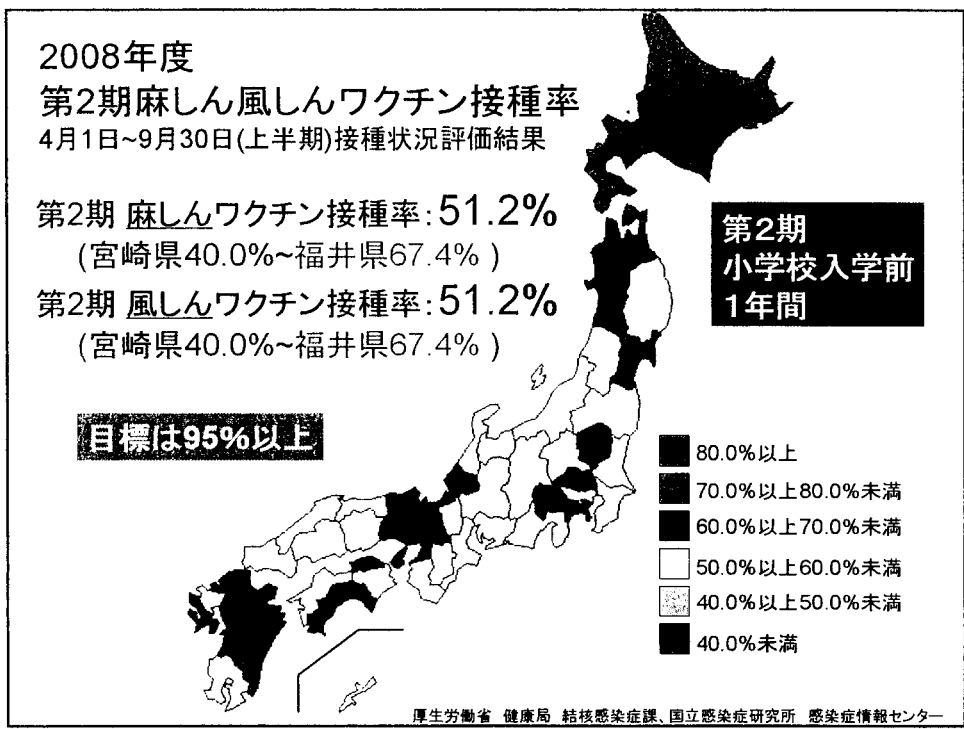 2008年度
第2期麻しん風しんワクチン接種率
4月1日~9月30日(上半期)接種状況評価結果
第2期 麻しんワクチン接種率:51.2%
(宮崎県40.0%~福井県67.4% )
第2期 風しんワクチン接種率:51.2%
(宮崎県40.0%~福井県67.4% )
目標は95%以上
第2期
小学校入学前
1年間
80.0%以上
70.0%以上80.0%未満
60.0%以上70.0%未満
50.0%以上60.0%未満
40.0%以上50.0%未満
40.0%未満
厚生労働省 健康局 結核感染症課、国立感染症研究所 感染症情報センター